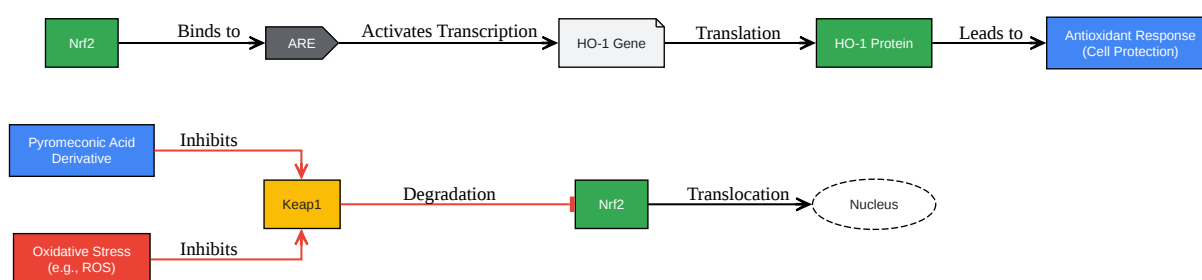 Nrf2
Binds to
ARE
Activates Transcription
HO-1 Gene
Translation
HO-1 Protein
Leads to
Antioxidant Response
(Cell Protection)
Pyromeconic Acid
Derivative
Inhibits
Keap1
Degradation
Nrf2
Translocation
Nucleus
Oxidative Stress
(e.g., ROS)
Inhibits